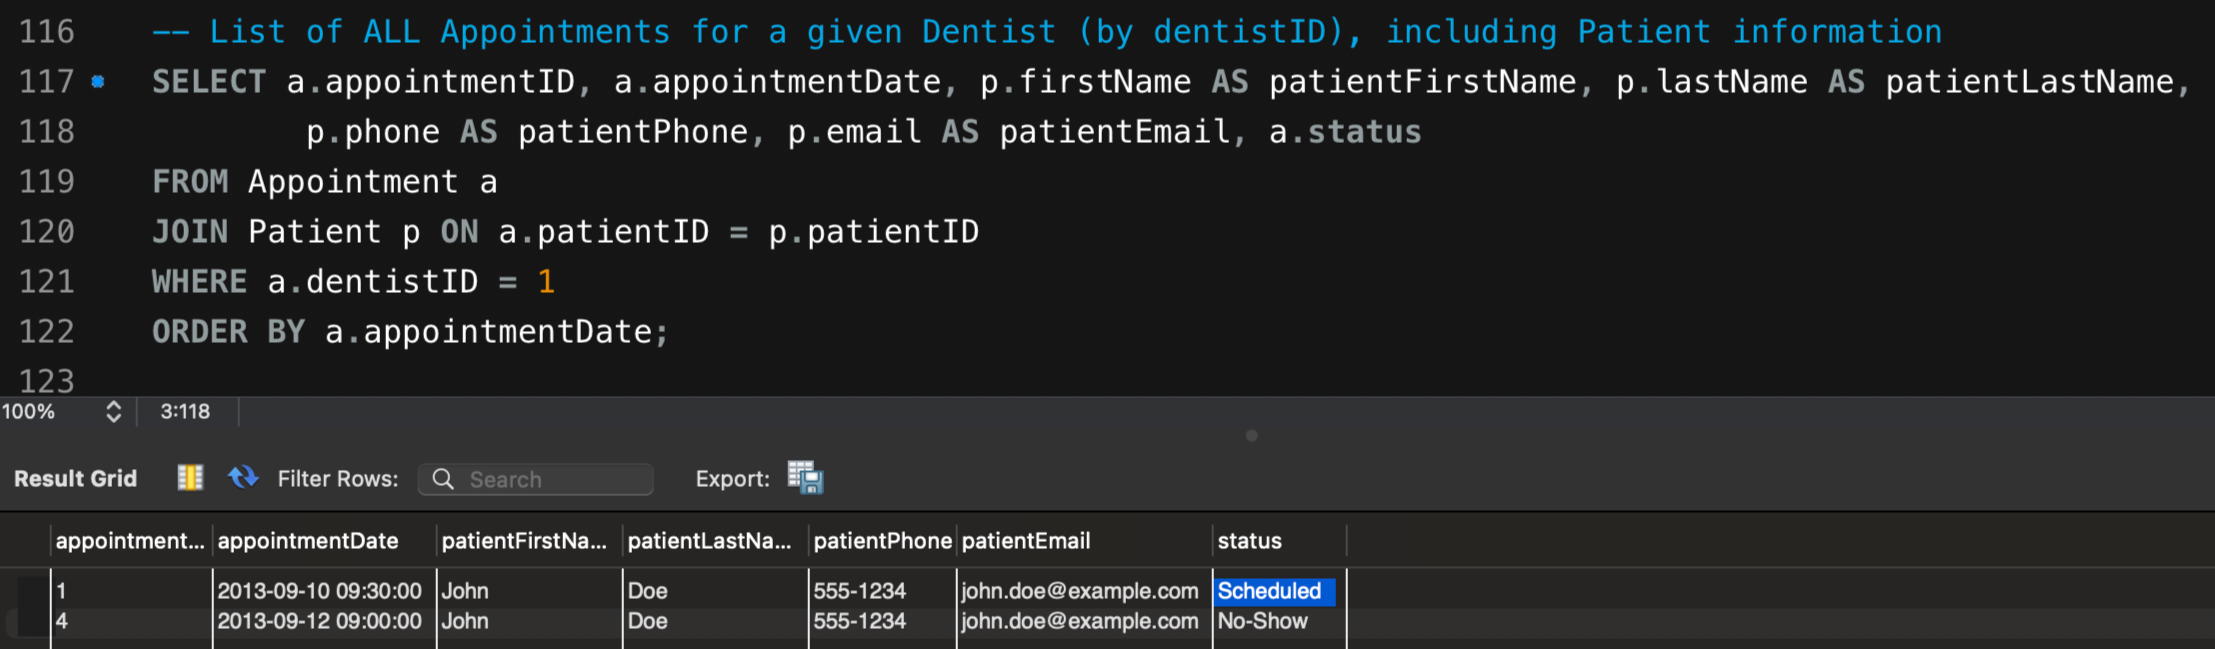 116 -- List of ALL Appointments for a given Dentist (by dentistID), including Patient information
117 SELECT a.appointmentID, a.appointmentDate, p.firstName AS patientFirstName, p.lastName AS patientLastName,
118 p.phone AS patientPhone, p.email AS patientEmail, a.status
119 FROM Appointment a
120 JOIN Patient p ON a.patientID = p.patientID
121 WHERE a.dentistID = 1
122 ORDER BY a.appointmentDate;
123
100% 3:118
Result Grid Filter Rows: Search Export:
appointment... appointmentDate patientFirstNa... patientLastNa... patientPhone patientEmail status
1 2013-09-10 09:30:00 John Doe 555-1234 john.doe@example.com Scheduled
4 2013-09-12 09:00:00 John Doe 555-1234 john.doe@example.com No-Show